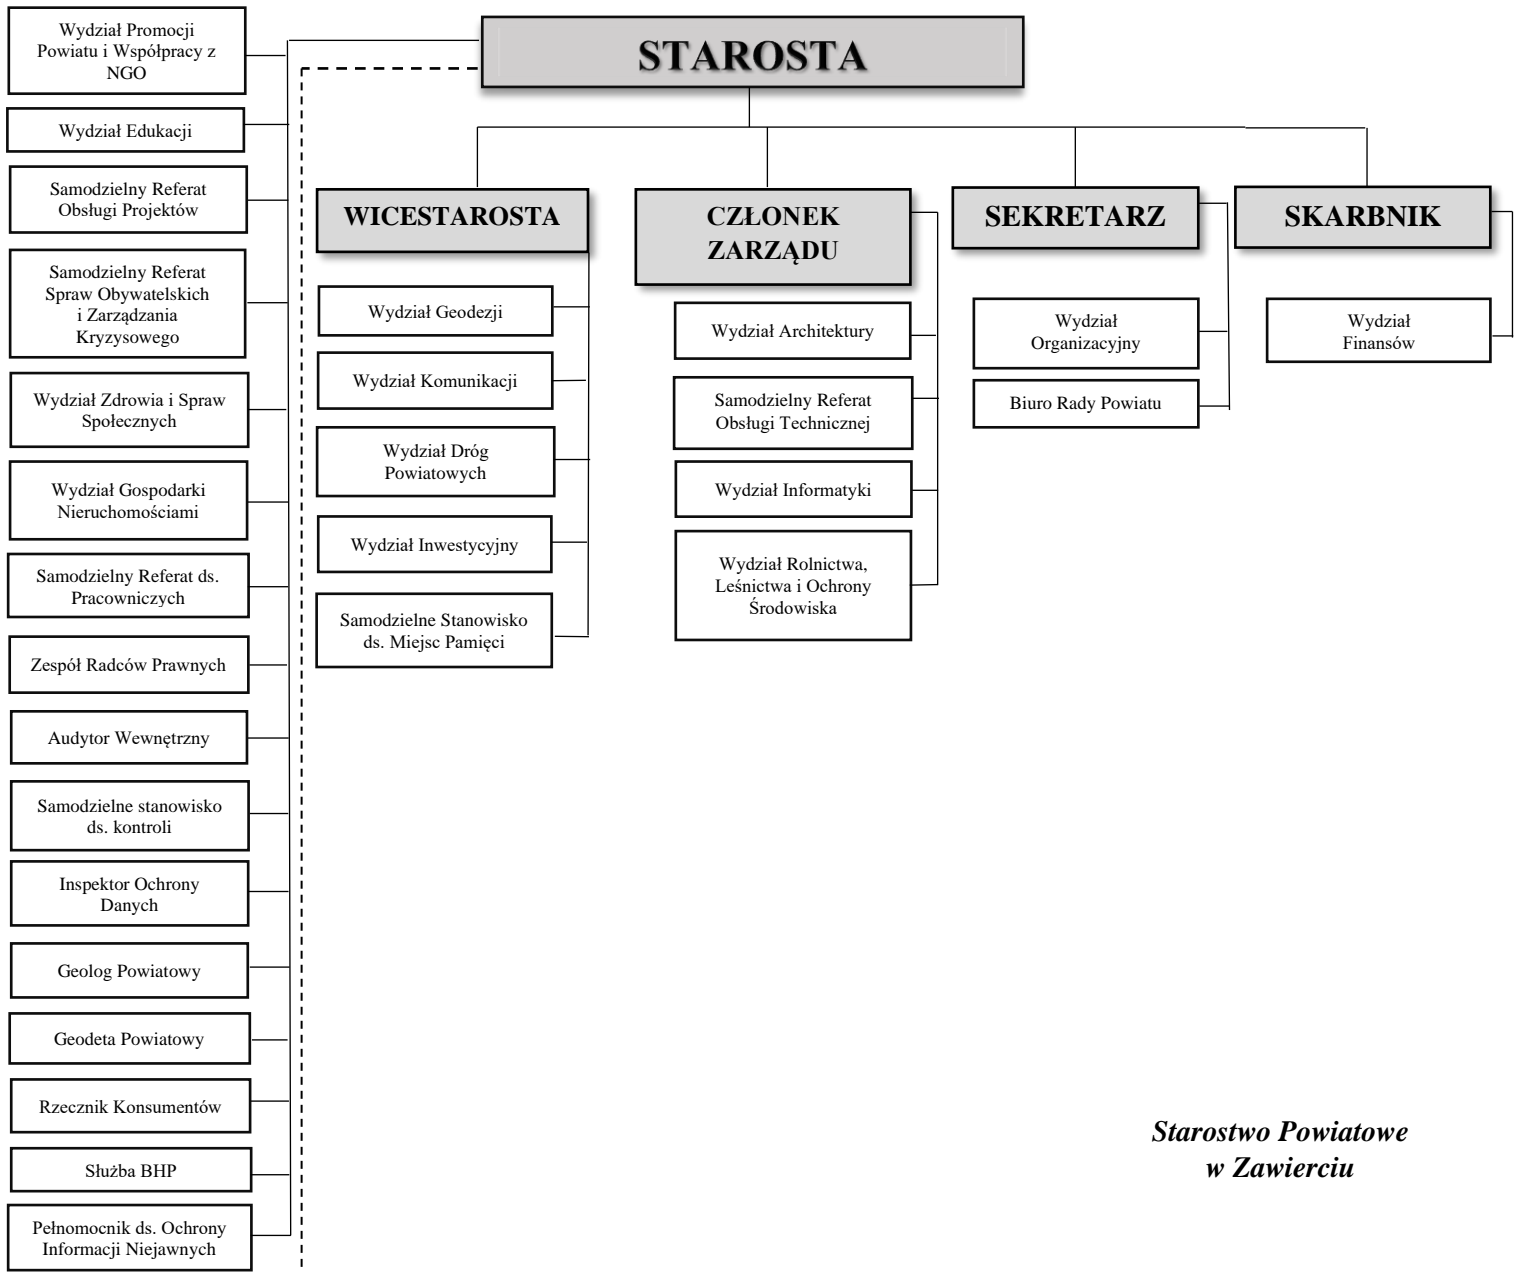 STAROSTA
Wydział Promocji
Powiatu i Współpracy z
NGO
Wydział Edukacji
Samodzielny Referat
Obsługi Projektów
Samodzielny Referat
Spraw Obywatelskich
i Zarządzania
Kryzysowego
Wydział Zdrowia i Spraw
Społecznych
Wydział Gospodarki
Nieruchomościami
Samodzielny Referat ds.
Pracowniczych
Zespół Radców Prawnych
Audytor Wewnętrzny
Samodzielne stanowisko
ds. kontroli
Inspektor Ochrony
Danych
Geolog Powiatowy
Geodeta Powiatowy
Rzecznik Konsumentów
Służba BHP
Pełnomocnik ds. Ochrony
Informacji Niejawnych
WICESTAROSTA
Wydział Geodezji
Wydział Komunikacji
Wydział Dróg
Powiatowych
Wydział Inwestycyjny
Samodzielne Stanowisko
ds. Miejsc Pamięci
CZŁONEK
ZARZĄDU
Wydział Architektury
Samodzielny Referat
Obsługi Technicznej
Wydział Informatyki
Wydział Rolnictwa,
Leśnictwa i Ochrony
Środowiska
SEKRETARZ
Wydział
Organizacyjny
Biuro Rady Powiatu
SKARBNIK
Wydział
Finansów
Starostwo Powiatowe
w Zawierciu